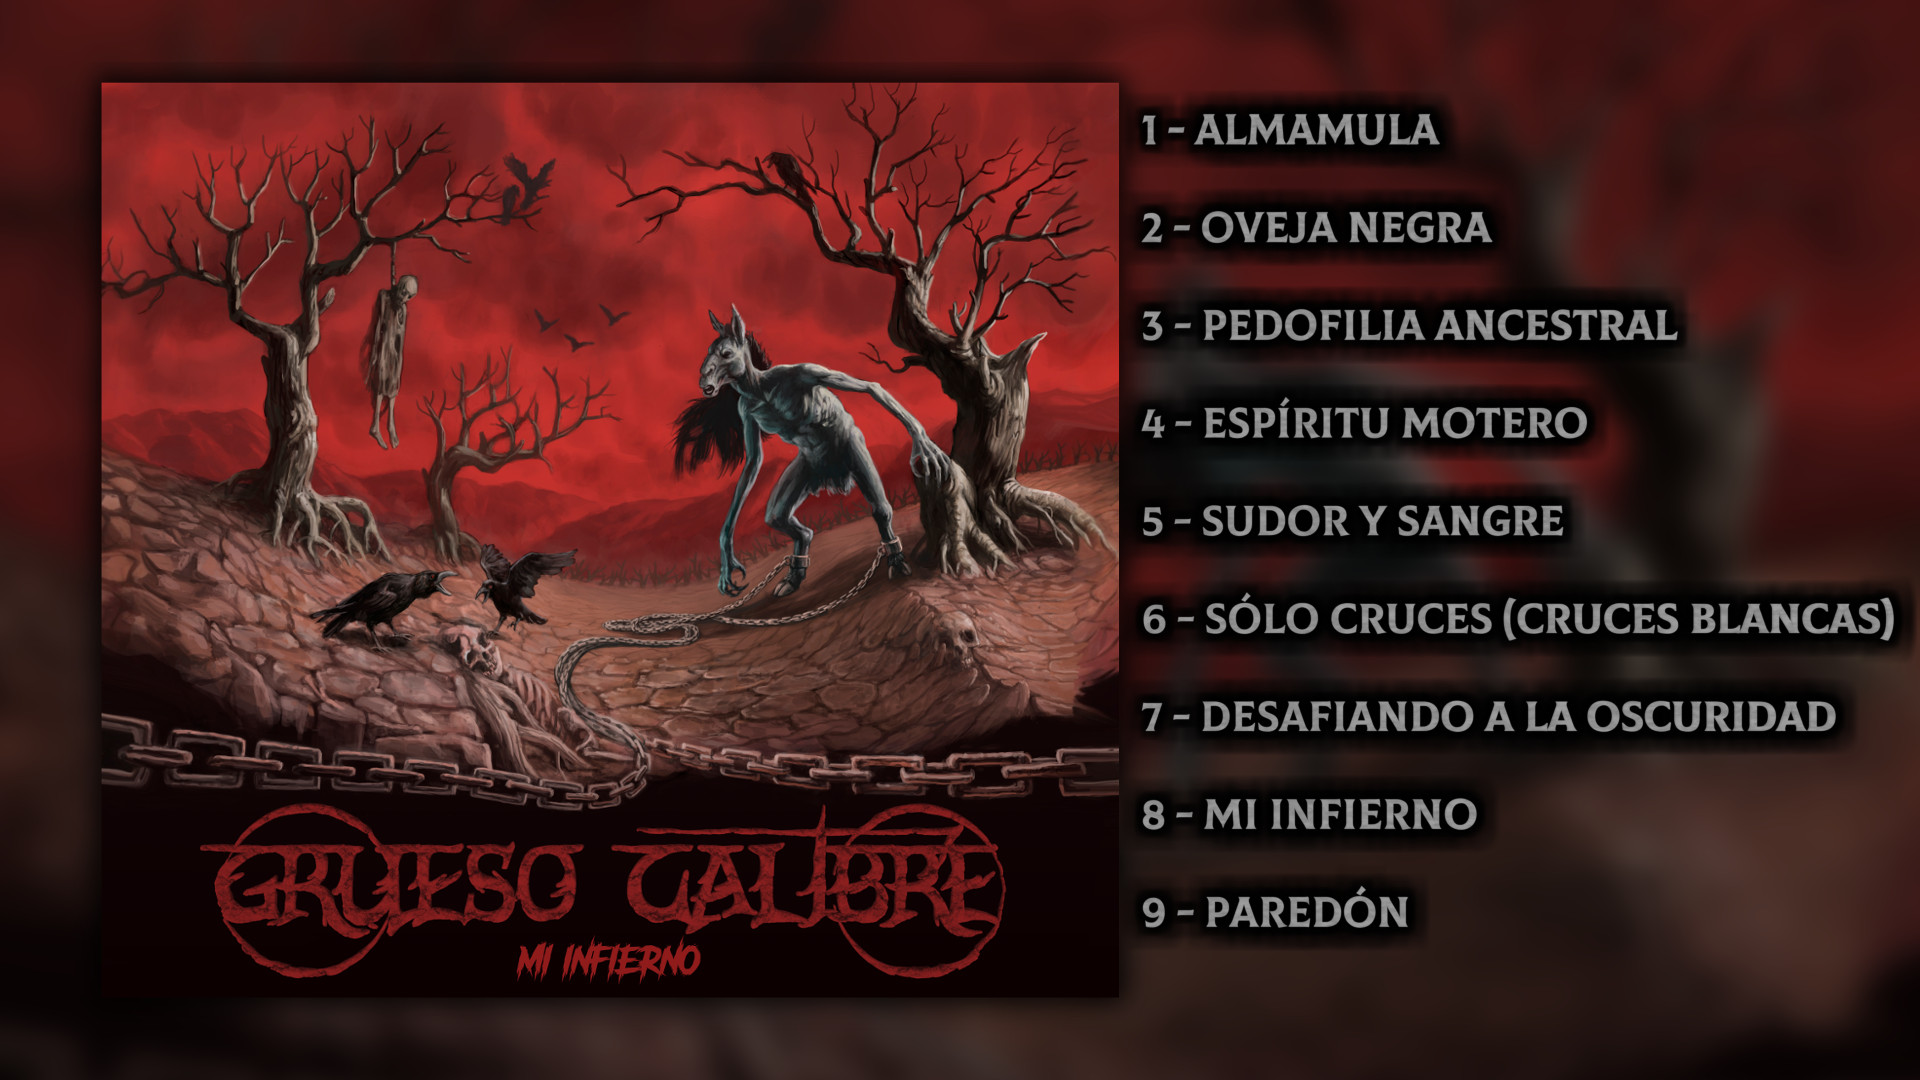 GRUESO CALIBRE
MI INFIERNO
1 - ALMAMULA
2 - OVEJA NEGRA
3 - PEDOFILIA ANCESTRAL
4 - ESPÍRITU MOTERO
5 - SUDOR Y SANGRE
6 - SÓLO CRUCES (CRUCES BLANCAS)
7 - DESAFIANDO A LA OSCURIDAD
8 - MI INFIERNO
9 - PAREDÓN